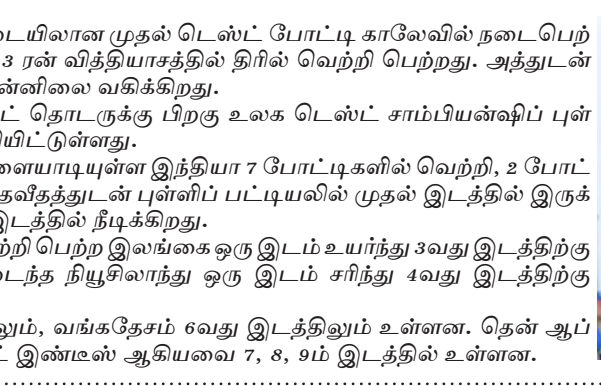 டையிலான முதல் டெஸ்ட் போட்டி காலேவில் நடைபெற்
3 ரன் வித்தியாசத்தில் திரில் வெற்றி பெற்றது. அத்துடன்
ன்னிலை வகிக்கிறது.
ட் தொடருக்கு பிறகு உலக டெஸ்ட் சாம்பியன்ஷிப் புள்
யிட்டுள்ளது.
ளையாடியுள்ள இந்தியா 7 போட்டிகளில் வெற்றி, 2 போட்
தவீதத்துடன் புள்ளிப் பட்டியலில் முதல் இடத்தில் இருக்
இடத்தில் நீடிக்கிறது.
ற்றி பெற்ற இலங்கை ஒரு இடம் உயர்ந்து 3வது இடத்திற்கு
டைந்த நியூசிலாந்து ஒரு இடம் சரிந்து 4வது இடத்திற்கு
லும், வங்கதேசம் 6வது இடத்திலும் உள்ளன. தென் ஆப்
ட் இண்டீஸ் ஆகியவை 7, 8, 9ம் இடத்தில் உள்ளன.